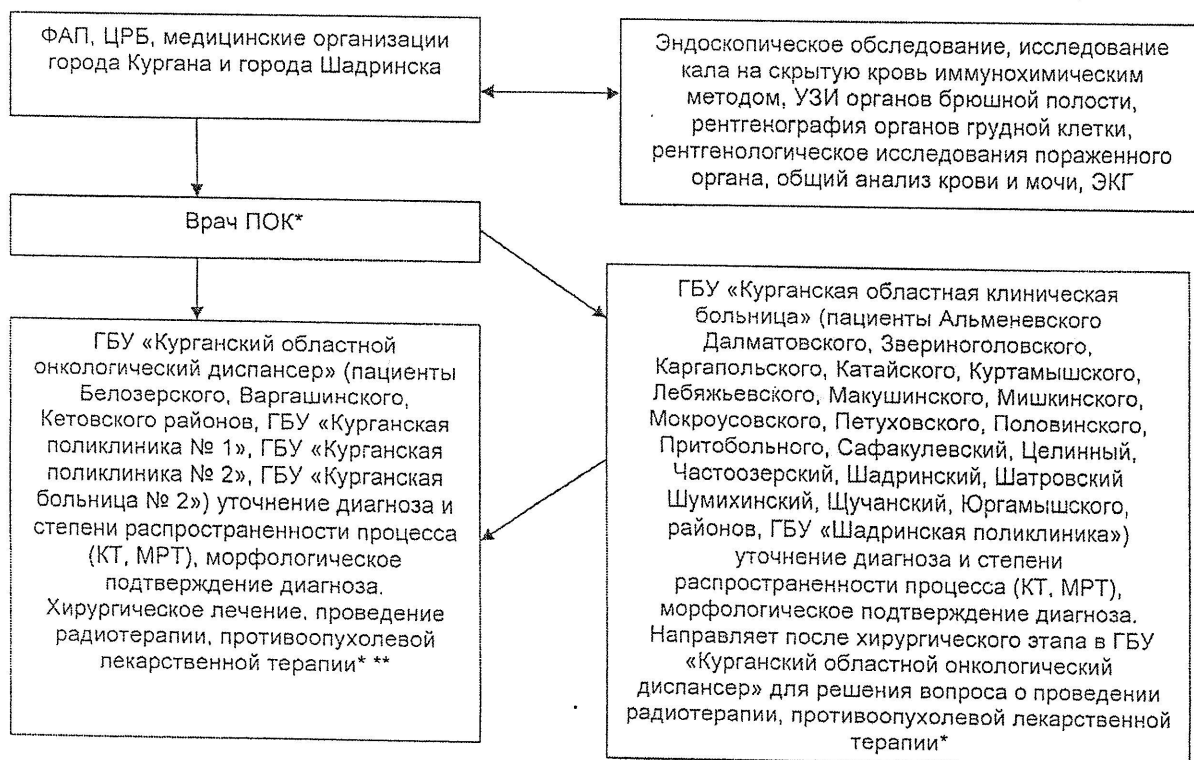 ФАП, ЦРБ, медицинские организации
города Кургана и города Шадринска
Эндоскопическое обследование, исследование
кала на скрытую кровь иммунохимическим
методом, УЗИ органов брюшной полости,
рентгенография органов грудной клетки,
рентгенологическое исследования пораженного
органа, общий анализ крови и мочи, ЭКГ
Врач ПОК*
ГБУ «Курганский областной
онкологический диспансер» (пациенты
Белозерского, Варгашинского,
Кетовского районов, ГБУ «Курганская
поликлиника № 1», ГБУ «Курганская
поликлиника № 2», ГБУ «Курганская
больница № 2») уточнение диагноза и
степени распространенности процесса
(КТ, МРТ), морфологическое
подтверждение диагноза.
Хирургическое лечение, проведение
радиотерапии, противоопухолевой
лекарственной терапии* **
ГБУ «Курганская областная клиническая
больница» (пациенты Альменевского
Далматовского, Звериноголовского,
Каргапольского, Катайского, Куртамышского,
Лебяжьевского, Макушинского, Мишкинского,
Мокроусовского, Петуховского, Половинского,
Притобольного, Сафакулевский, Целинный,
Частоозерский, Шадринский, Шатровский
Шумихинский, Щучанский, Юргамышского,
районов, ГБУ «Шадринская поликлиника»)
уточнение диагноза и степени
распространенности процесса (КТ, МРТ),
морфологическое подтверждение диагноза.
Направляет после хирургического этапа в ГБУ
«Курганский областной онкологический
диспансер» для решения вопроса о проведении
радиотерапии, противоопухолевой лекарственной
терапии*